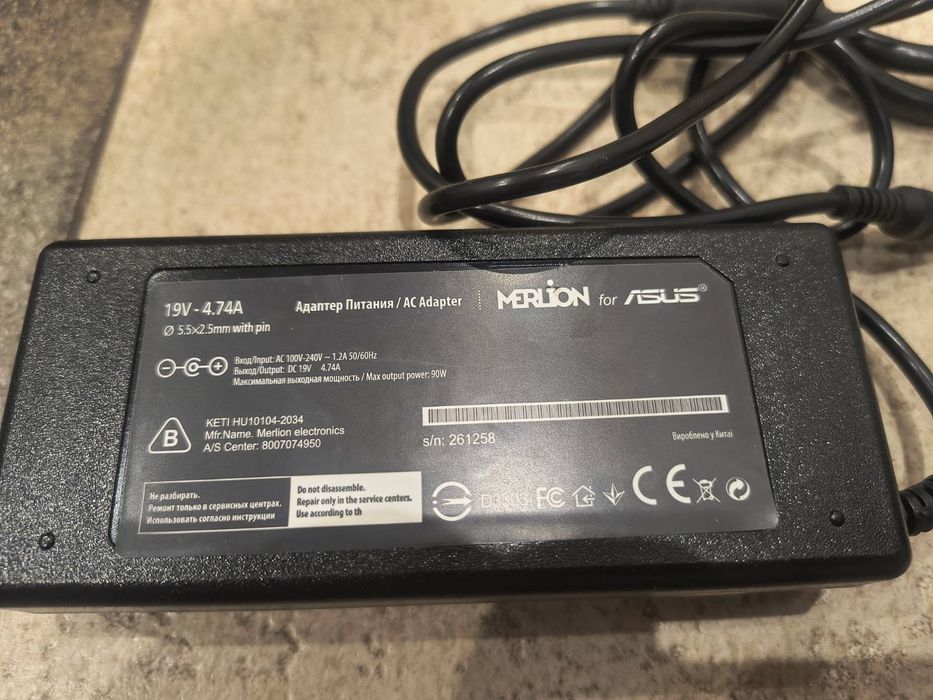 19V - 4.74A
Ø 5.5×2.5mm with pin
Адаптер Питания / AC Adapter
MERLION for ASUS®
Вход/Input: AC 100V-240V ~ 1.2A 50/60Hz
Выход/Output: DC 19V 4.74A
Максимальная выходная мощность / Max output power: 90W
B
KETI HU10104-2034
Mfr.Name. Merlion electronics
A/S Center: 8007074950
s/n: 261258
Вироблено у Китаї
Не разбирать.
Ремонт только в сервисных центрах.
Использовать согласно инструкции
Do not disassemble.
Repair only in the service centers.
Use according to th
D3303 FC CE